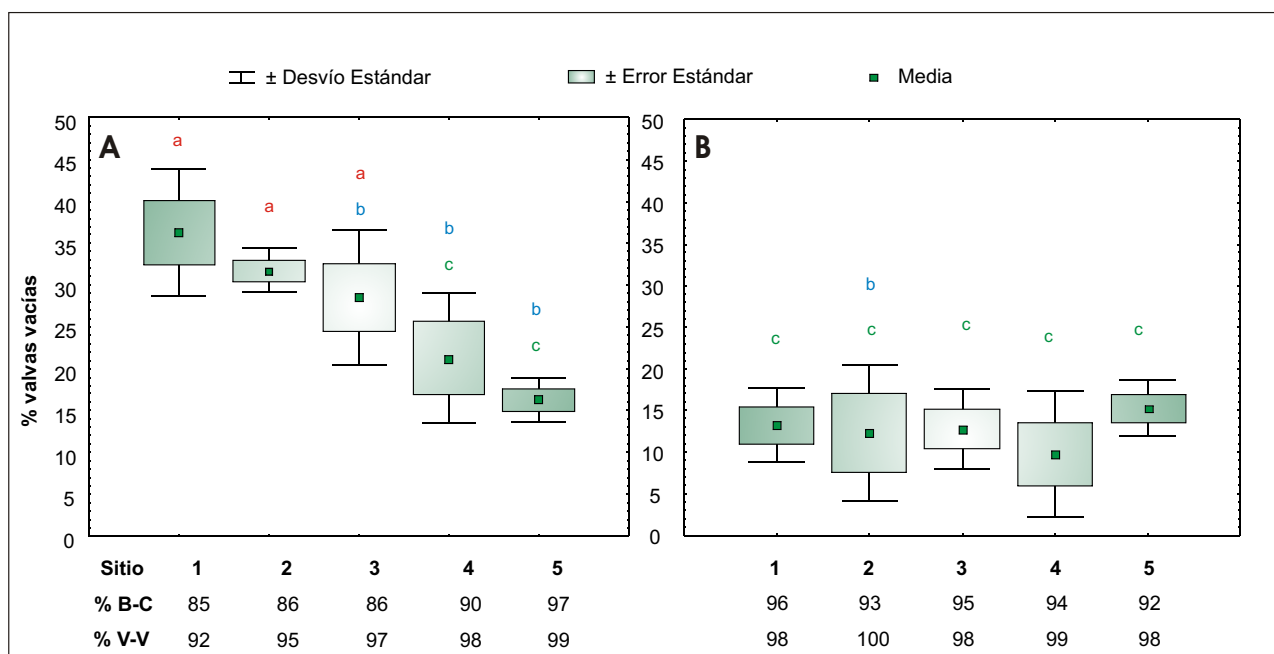 ± Desvío Estándar ± Error Estándar Media
A
B
% valvas vacías
50
45
40
35
30
25
20
15
10
5
0
a
a
a
b
b
c
b
c
50
45
40
35
30
25
20
15
10
5
0
c
b
c
c
c
c
Sitio 1 2 3 4 5 1 2 3 4 5
% B-C 85 86 86 90 97 96 93 95 94 92
% V-V 92 95 97 98 99 98 100 98 99 98